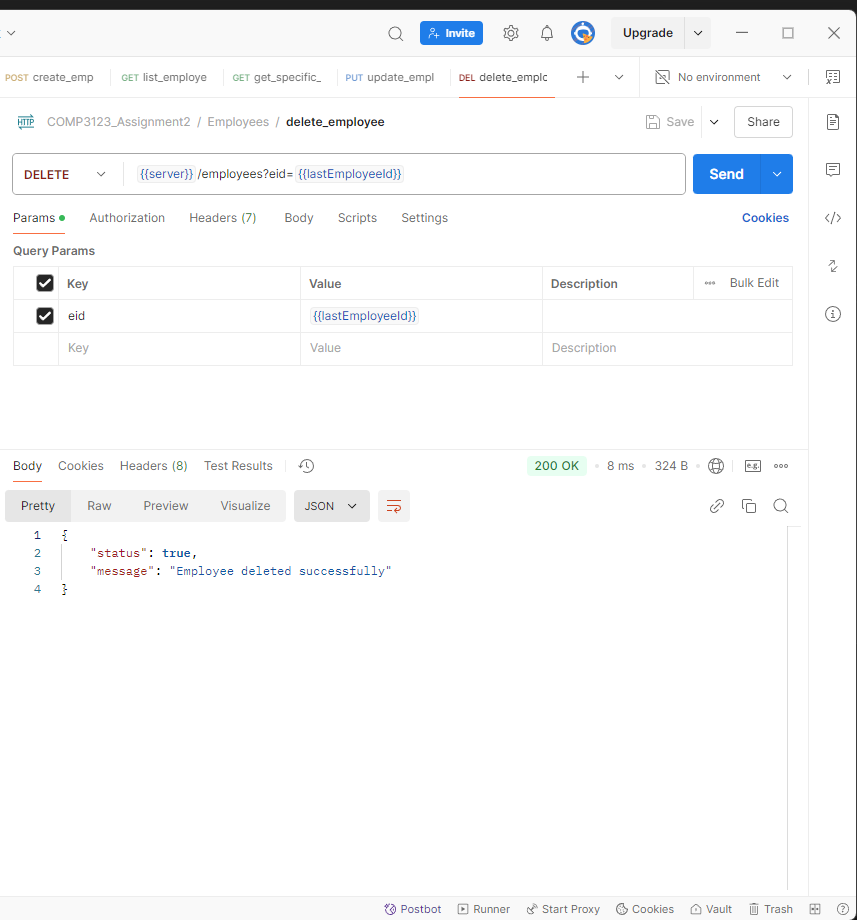 Invite
Upgrade
POST create_emp
GET list_employe
GET get_specific_
PUT update_empl
DEL delete_emplc
No environment
HTTP
COMP3123_Assignment2 / Employees / delete_employee
Save
Share
DELETE
{{server}} /employees?eid= {{lastEmployeeId}}
Send
Params
Authorization
Headers (7)
Body
Scripts
Settings
Cookies
Query Params
Key
Value
Description
Bulk Edit
eid
{{lastEmployeeId}}
Key
Value
Description
Body
Cookies
Headers (8)
Test Results
200 OK
8 ms
324 B
e.g.
Pretty
Raw
Preview
Visualize
JSON
1 {
2 "status": true,
3 "message": "Employee deleted successfully"
4 }
Postbot
Runner
Start Proxy
Cookies
Vault
Trash